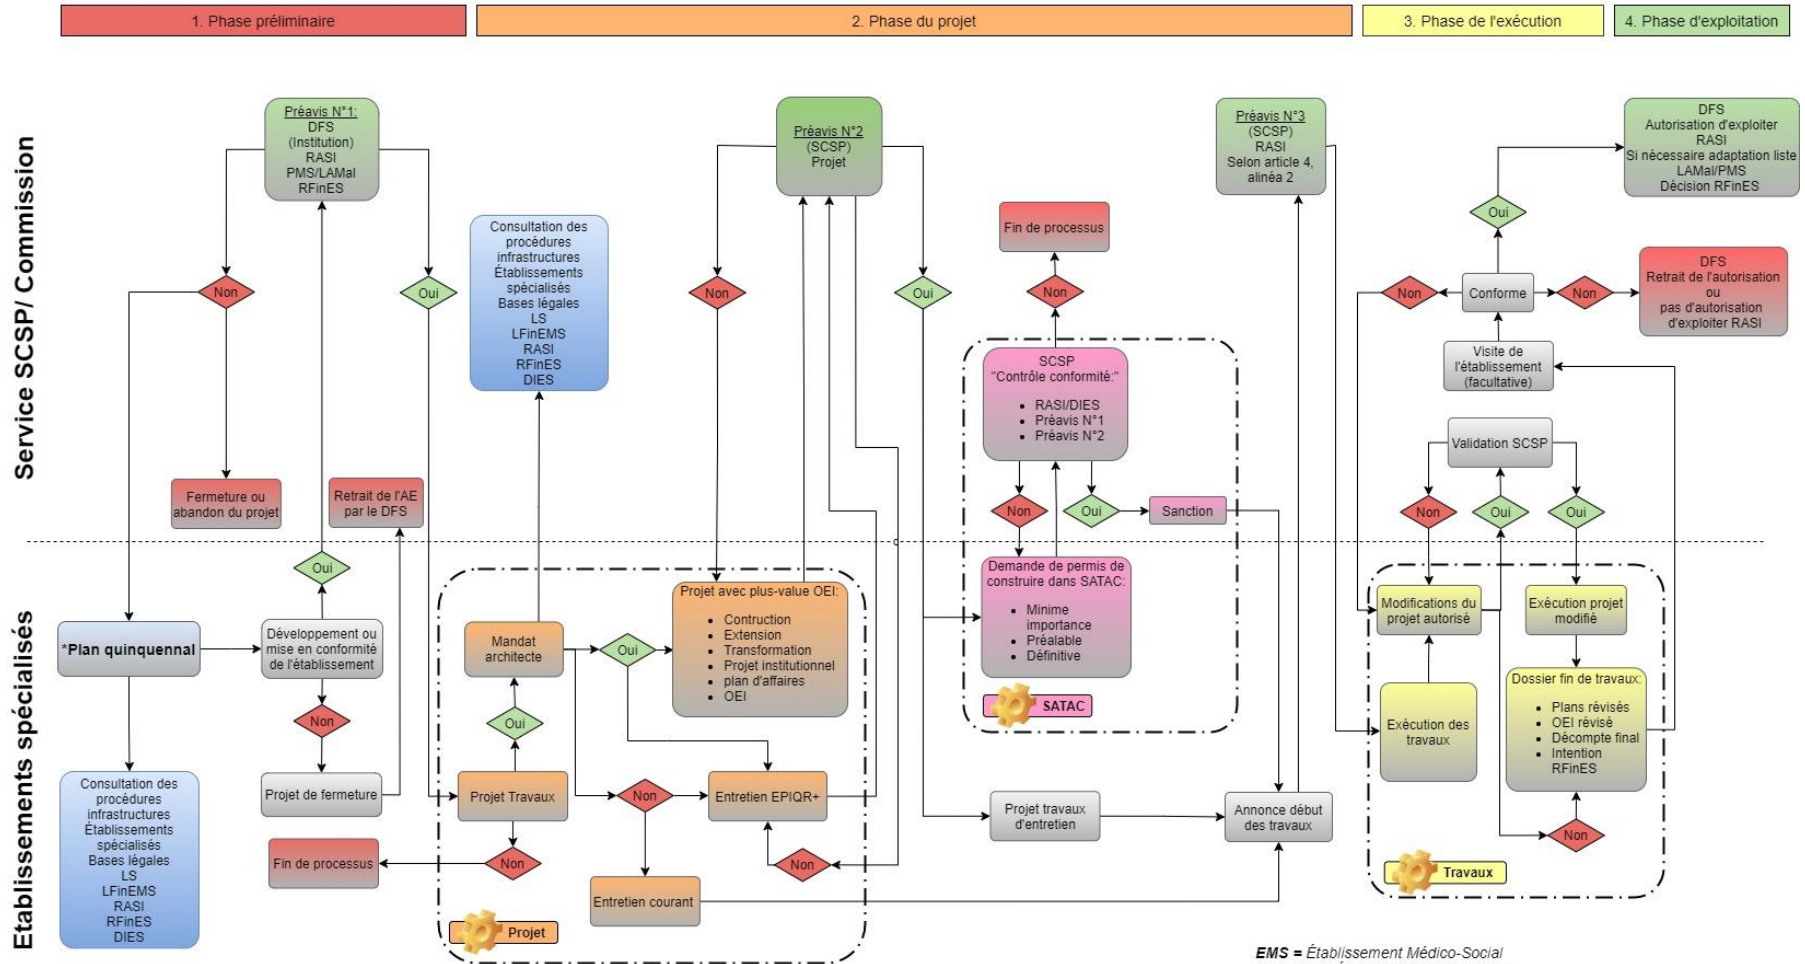 1. Phase préliminaire
2. Phase du projet
3. Phase de l'exécution
4. Phase d'exploitation
Service SCSP/ Commission
Etablissements spécialisés
Préavis N°1:
DFS
(Institution)
RASI
PMS/LAMal
RFinES
Non
Oui
Fermeture ou
abandon du projet
Retrait de l'AE
par le DFS
Oui
*Plan quinquennal
Développement ou
mise en conformité
de l'établissement
Non
Projet de fermeture
Consultation des
procédures
infrastructures
Établissements
spécialisés
Bases légales
LS
LFinEMS
RASI
RFinES
DIES
Fin de processus
Consultation des
procédures
infrastructures
Établissements
spécialisés
Bases légales
LS
LFinEMS
RASI
RFinES
DIES
Préavis N°2
(SCSP)
Projet
Non
Oui
Mandat
architecte
Oui
Projet avec plus-value OEI:
• Contruction
• Extension
• Transformation
• Projet institutionnel
• plan d'affaires
• OEI
Oui
Projet Travaux
Non
Entretien EPIQR+
Non
Non
Entretien courant
Projet
Fin de processus
Non
SCSP
"Contrôle conformité:"
• RASI/DIES
• Préavis N°1
• Préavis N°2
Non
Oui
Sanction
Demande de permis de
construire dans SATAC:
• Minime
importance
• Préalable
• Définitive
SATAC
Projet travaux
d'entretien
Annonce début
des travaux
Préavis N°3
(SCSP)
RASI
Selon article 4,
alinéa 2
DFS
Autorisation d'exploiter
RASI
Si nécessaire adaptation liste
LAMal/PMS
Décision RFinES
Oui
Non
Conforme
Non
DFS
Retrait de l'autorisation
ou
pas d'autorisation
d'exploiter RASI
Visite de
l'établissement
(facultative)
Validation SCSP
Non
Oui
Oui
Modifications du
projet autorisé
Exécution projet
modifié
Exécution des
travaux
Dossier fin de travaux:
• Plans révisés
• OEI révisé
• Décompte final
• Intention
RFinES
Non
Travaux
EMS = Établissement Médico-Social